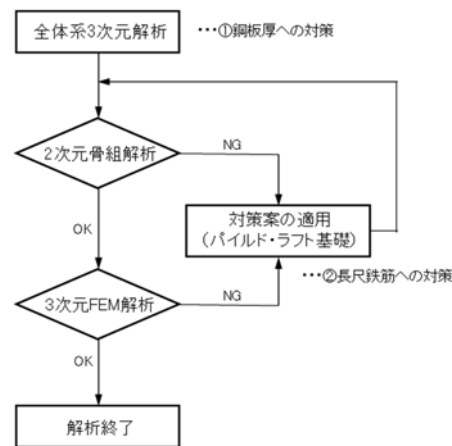 全体系3次元解析
・・・①鋼板厚への対策
2次元骨組解析
NG
OK
対策案の適用
(パイルド・ラフト基礎)
・・・②長尺鉄筋への対策
3次元FEM解析
NG
OK
解析終了